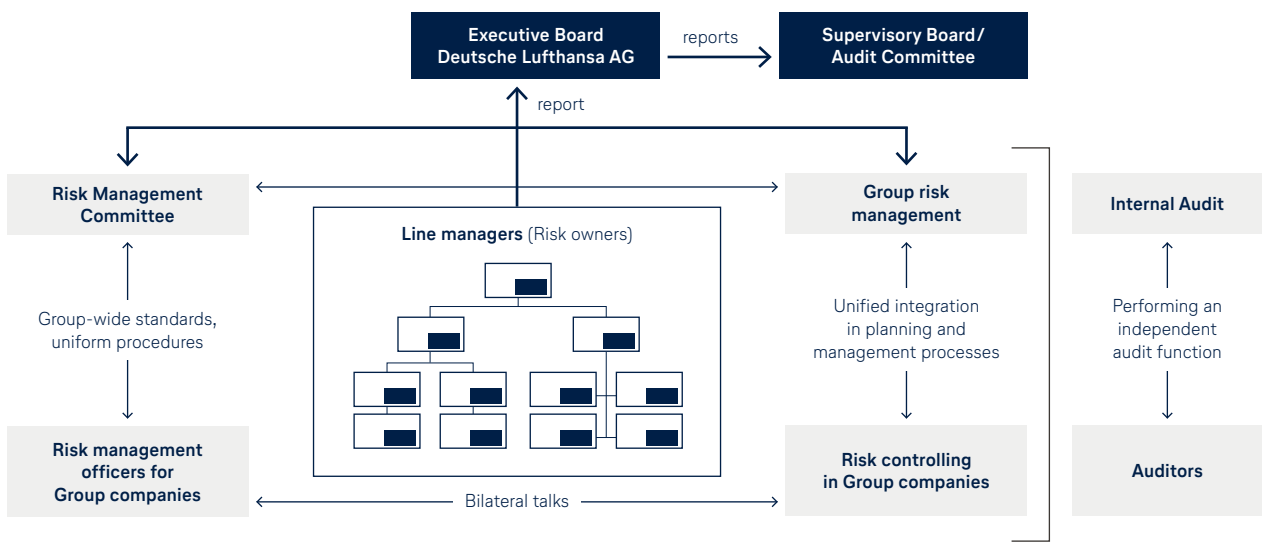 Executive Board
Deutsche Lufthansa AG
reports
Supervisory Board/
Audit Committee
report
Risk Management
Committee
Group risk
management
Internal Audit
Line managers (Risk owners)
Group-wide standards,
uniform procedures
Unified integration
in planning and
management processes
Performing an
independent
audit function
Risk management
officers for
Group companies
Risk controlling
in Group companies
Auditors
Bilateral talks